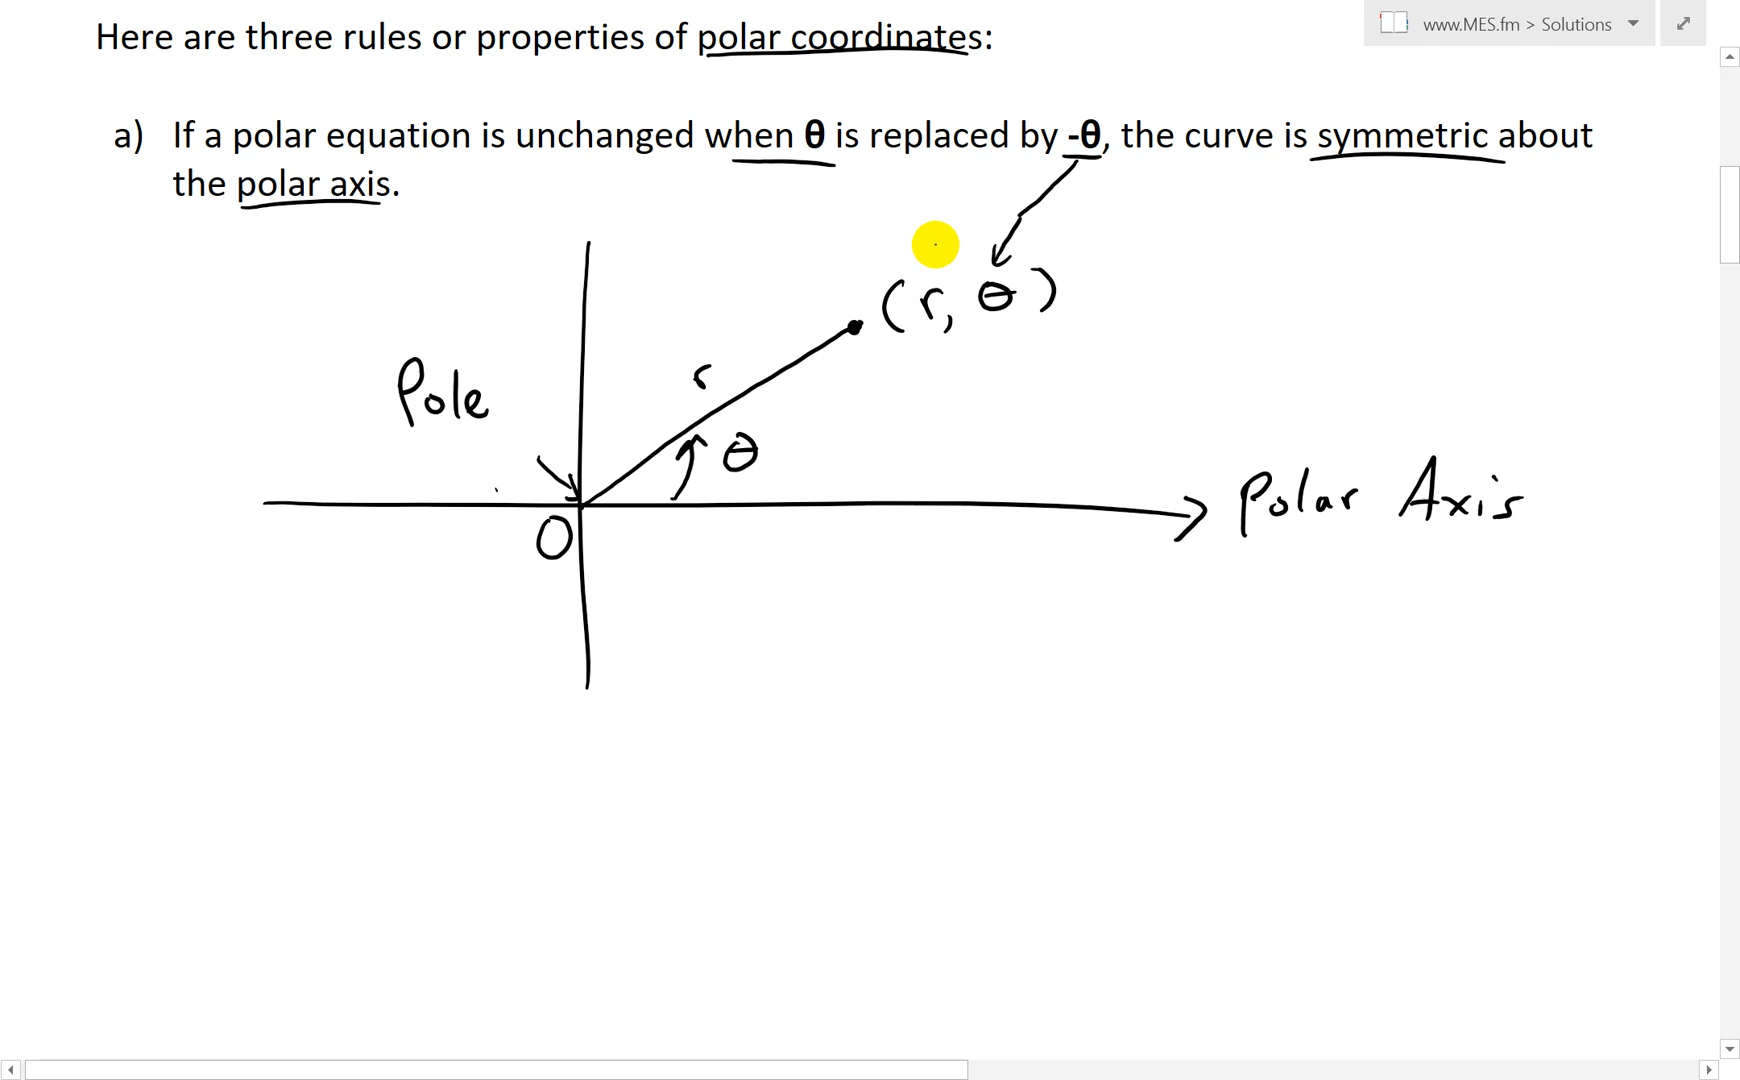 Here are three rules or properties of polar coordinates:
www.MES.fm > Solutions
a) If a polar equation is unchanged when θ is replaced by -θ, the curve is symmetric about
the polar axis.
(r, θ)
Pole
r
θ
Polar Axis
O